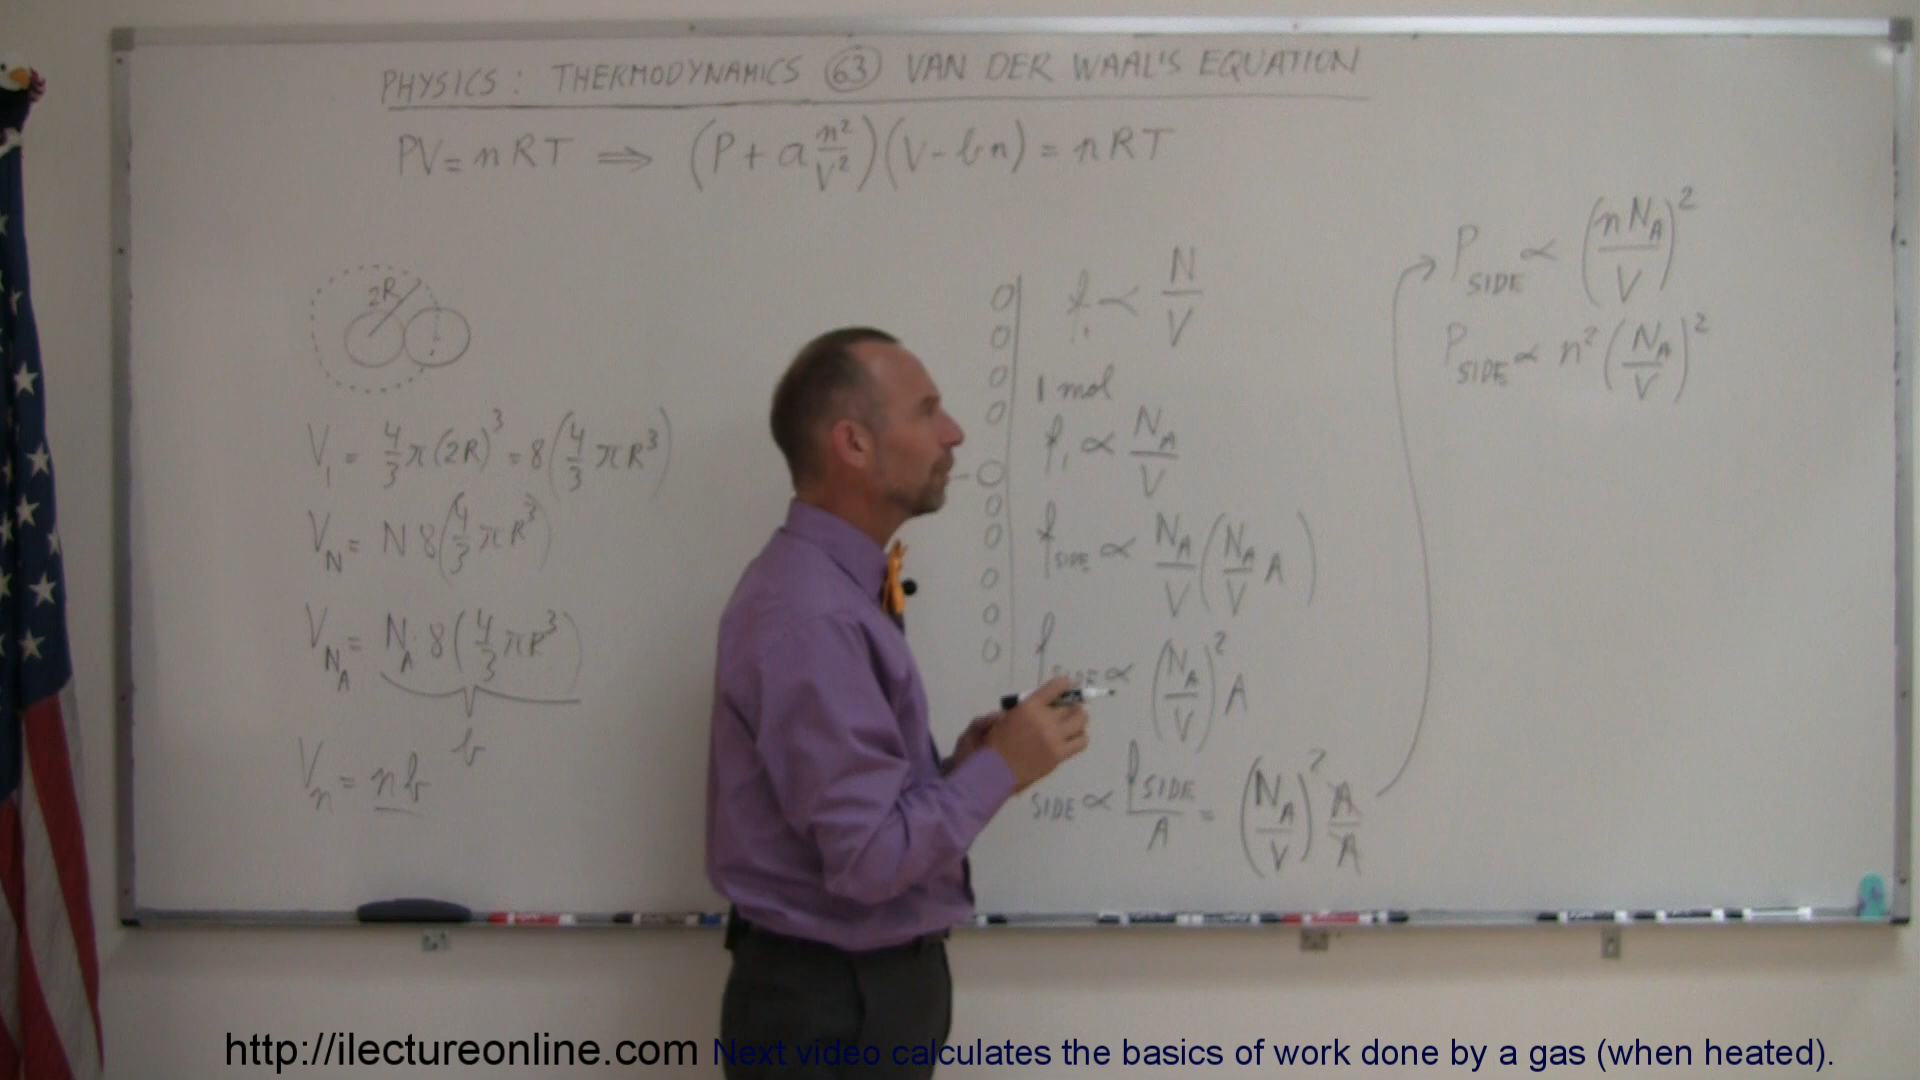 PHYSICS: THERMODYNAMICS 63 VAN DER WAAL'S EQUATION
PV = nRT ⇒ (P + a n²/V²)(V - bn) = nRT
2R
V₁ = 4/3 π(2R)³ = 8(4/3 πR³)
V_N = N 8(4/3 πR³)
V_{N_A} = N_A 8(4/3 πR³)
b
V_n = nb
f₁ ∝ N/V
1 mol
f₁ ∝ N_A/V
f_SIDE ∝ N_A/V (N_A/V A)
f_SIDE ∝ (N_A/V)² A
SIDE ∝ f_SIDE/A = (N_A/V)² A/A
P_SIDE ∝ (nN_A/V)²
P_SIDE ∝ n² (N_A/V)²
http://ilectureonline.com Next video calculates the basics of work done by a gas (when heated).